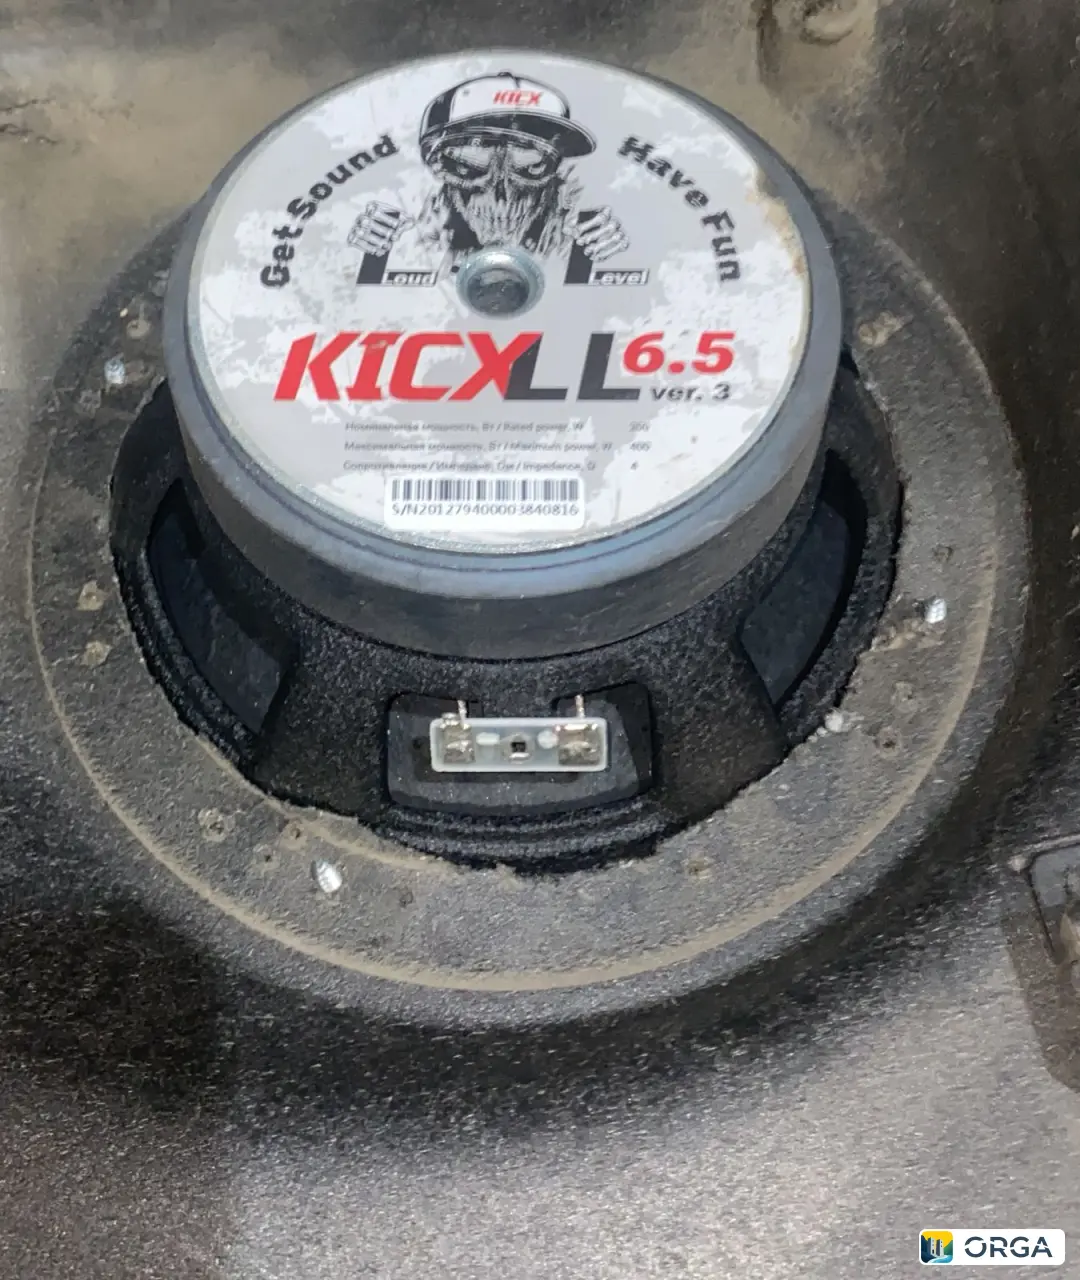 KICX
Get Sound
Have Fun
Loud
Level
KICX LL 6.5
ver. 3
Номинальная мощность, Вт / Rated power, W 200
Максимальная мощность, Вт / Maximum power, W 400
Сопротивление / Импеданс, Ом / Impedance, Ω 4
S/N201279400003840816
ORGA